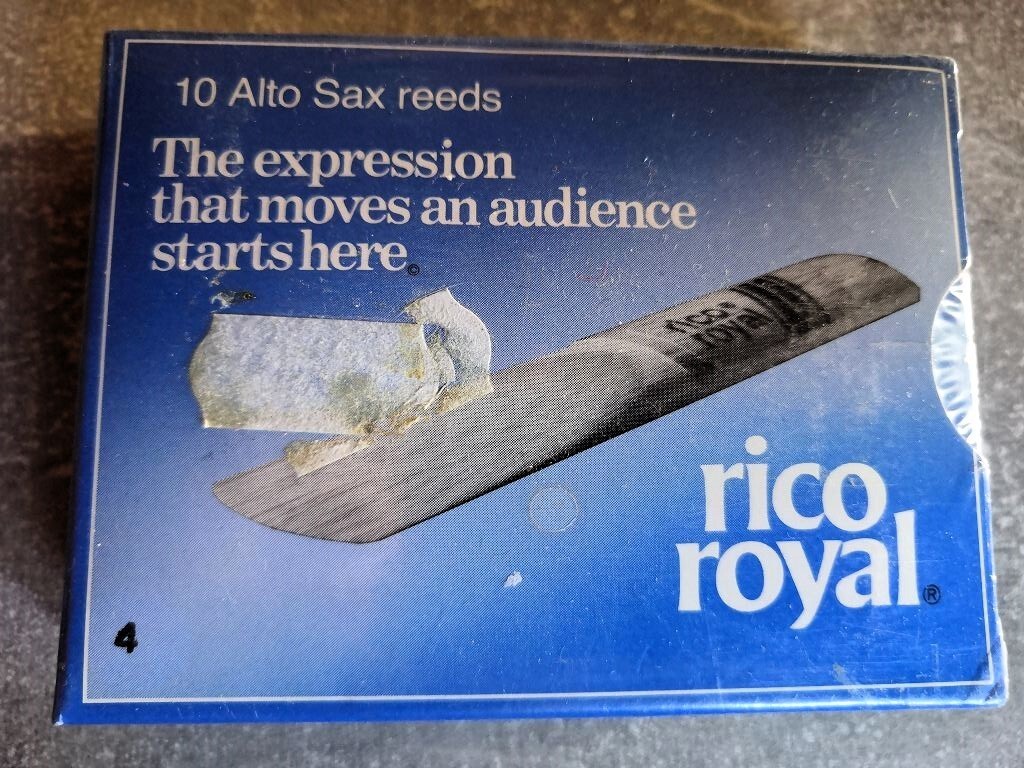 10 Alto Sax reeds
The expression
that moves an audience
starts here.©
rico
royal
rico
royal®
4